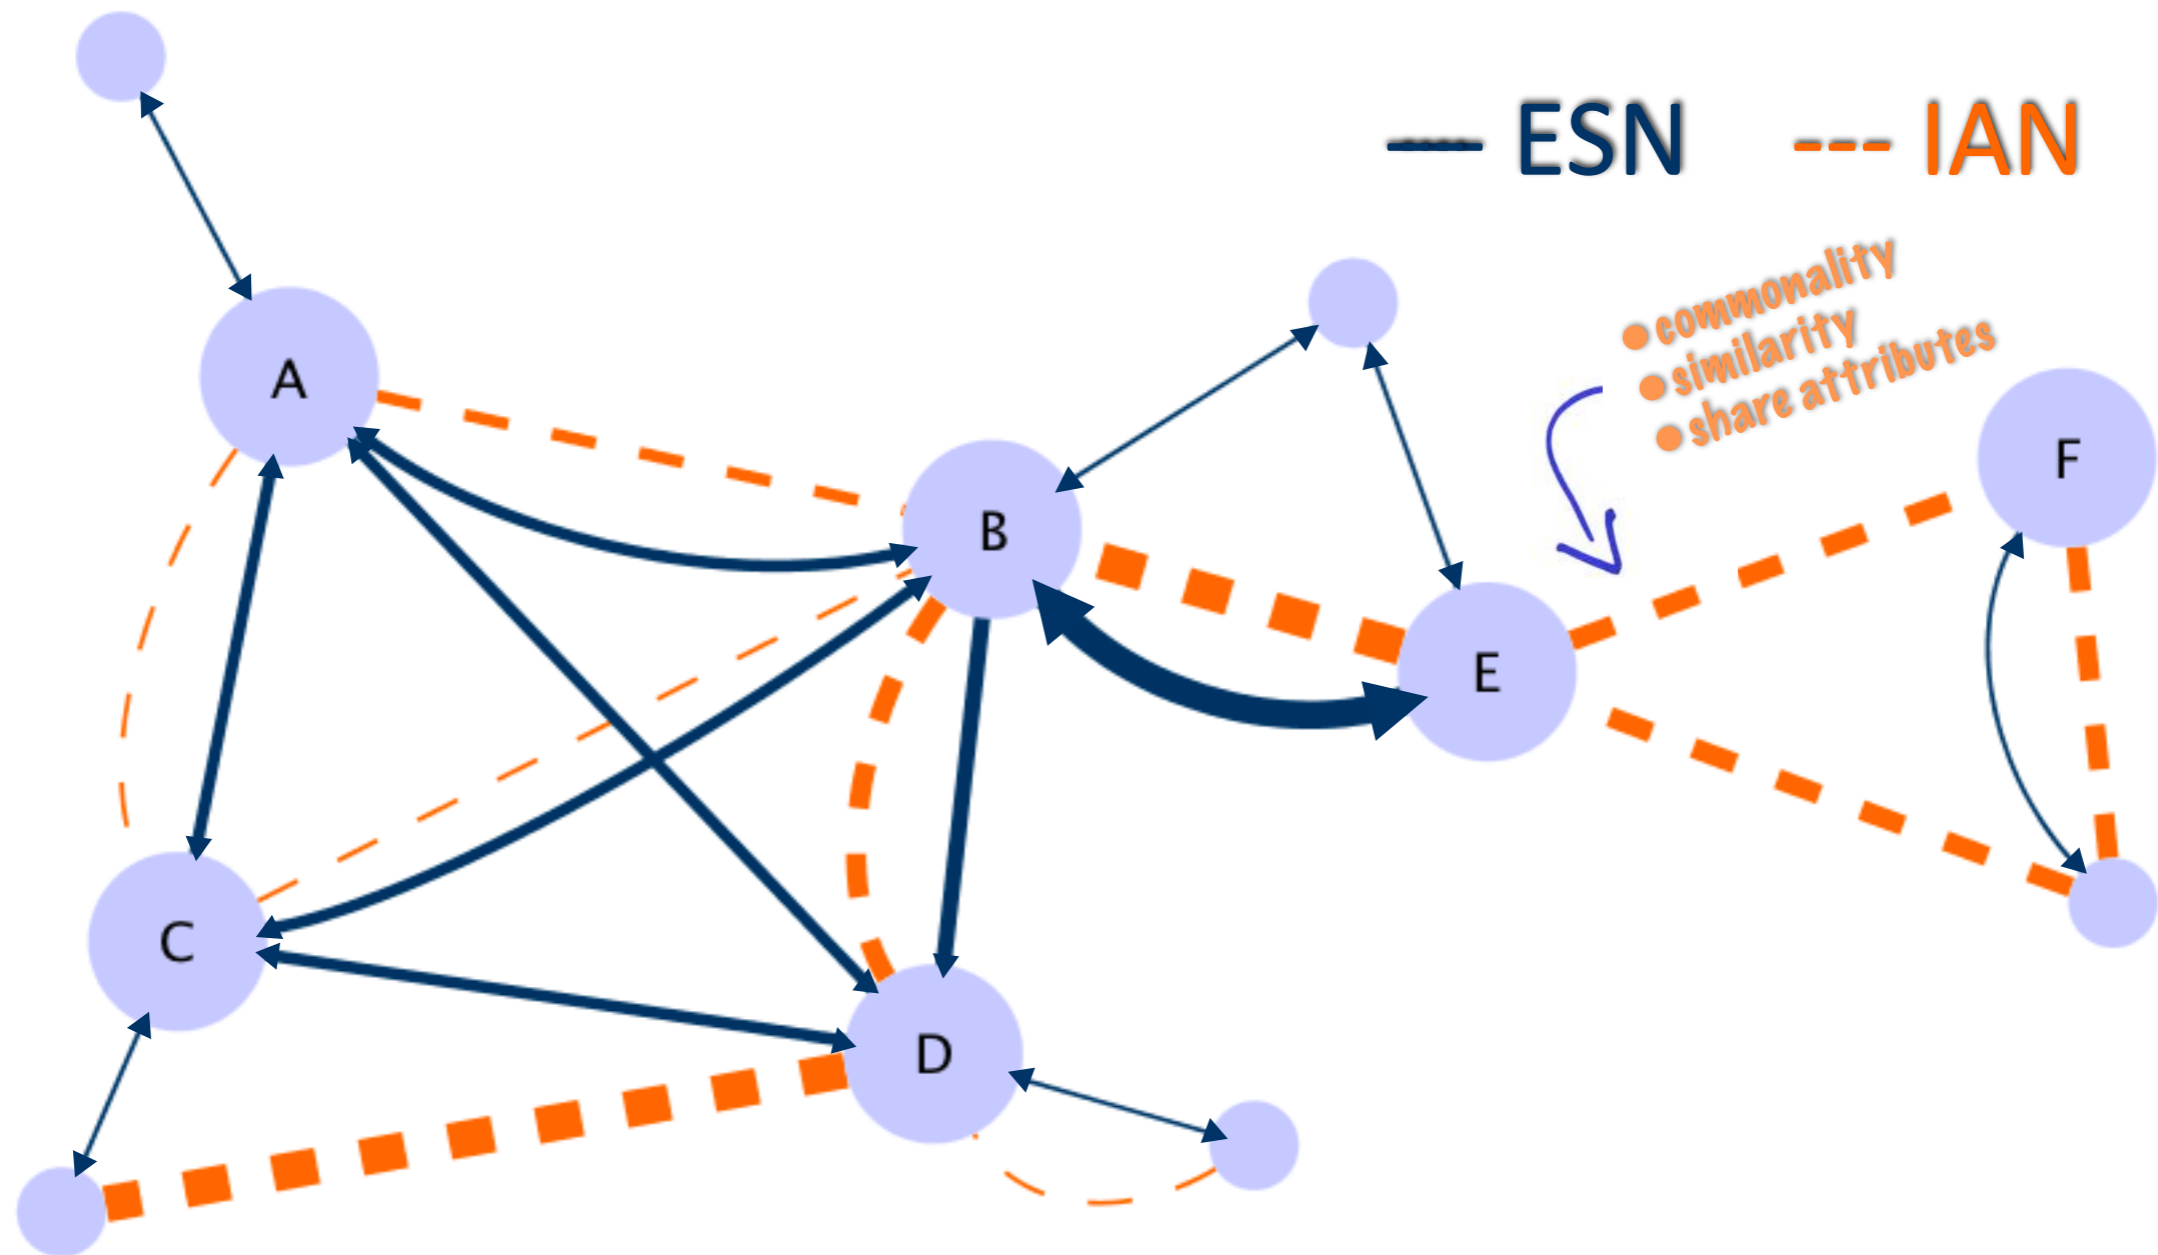 ESN
IAN
• commonality
• similarity
• share attributes
A
B
F
E
C
D